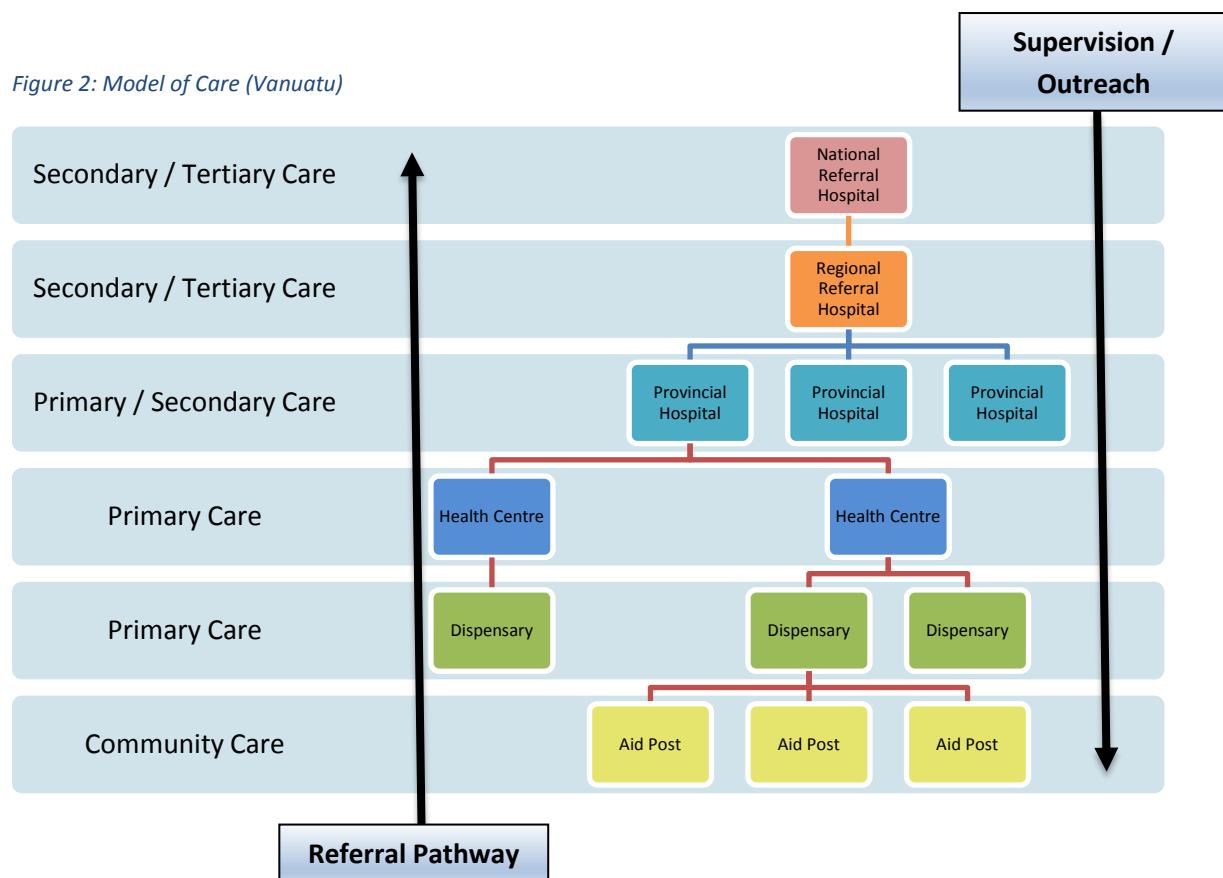 Supervision /
Outreach
Figure 2: Model of Care (Vanuatu)
Secondary / Tertiary Care
National
Referral
Hospital
Secondary / Tertiary Care
Regional
Referral
Hospital
Primary / Secondary Care
Provincial
Hospital
Provincial
Hospital
Provincial
Hospital
Primary Care
Health Centre
Health Centre
Primary Care
Dispensary
Dispensary
Dispensary
Community Care
Aid Post
Aid Post
Aid Post
Referral Pathway